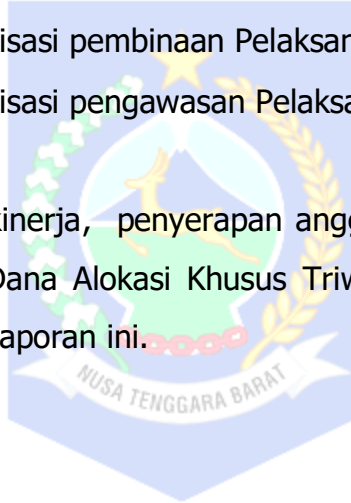 isasi pembinaan Pelaksan
isasi pengawasan Pelaksa
kinerja, penyerapan angg
Dana Alokasi Khusus Triw
aporan ini.
NUSA TENGGARA BARAT